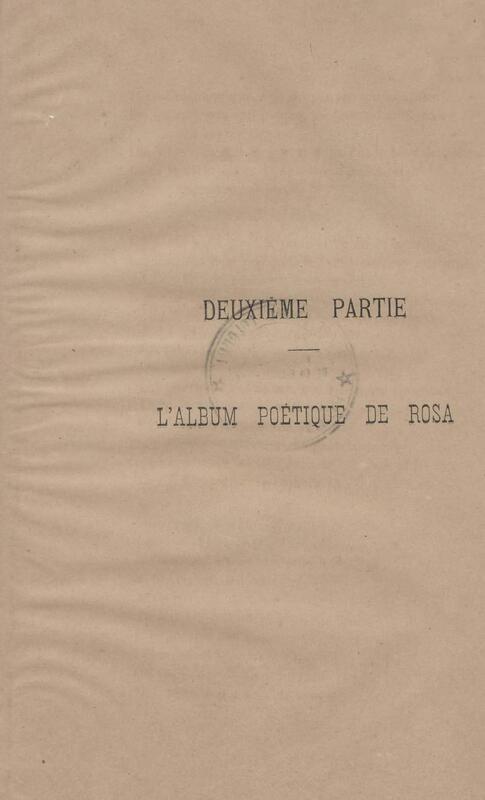 DEUXIÈME PARTIE
L'ALBUM POÉTIQUE DE ROSA